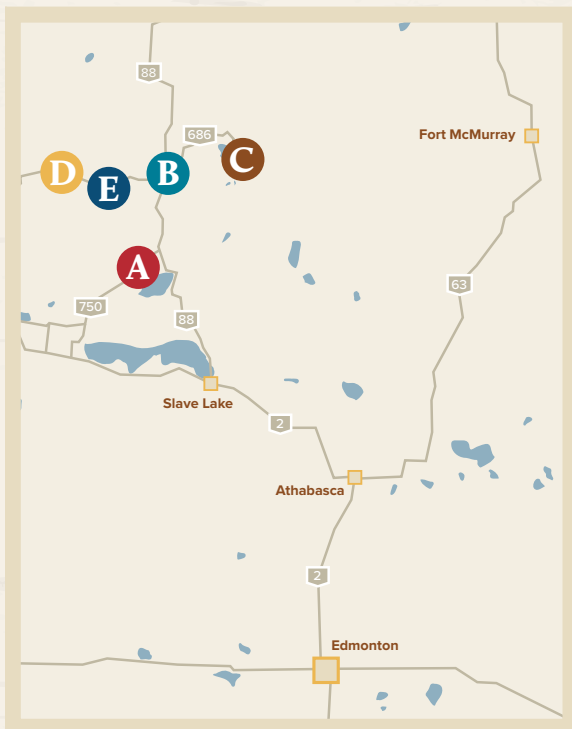 88
686
Fort McMurray
C
D
B
E
A
63
750
88
Slave Lake
2
Athabasca
2
Edmonton